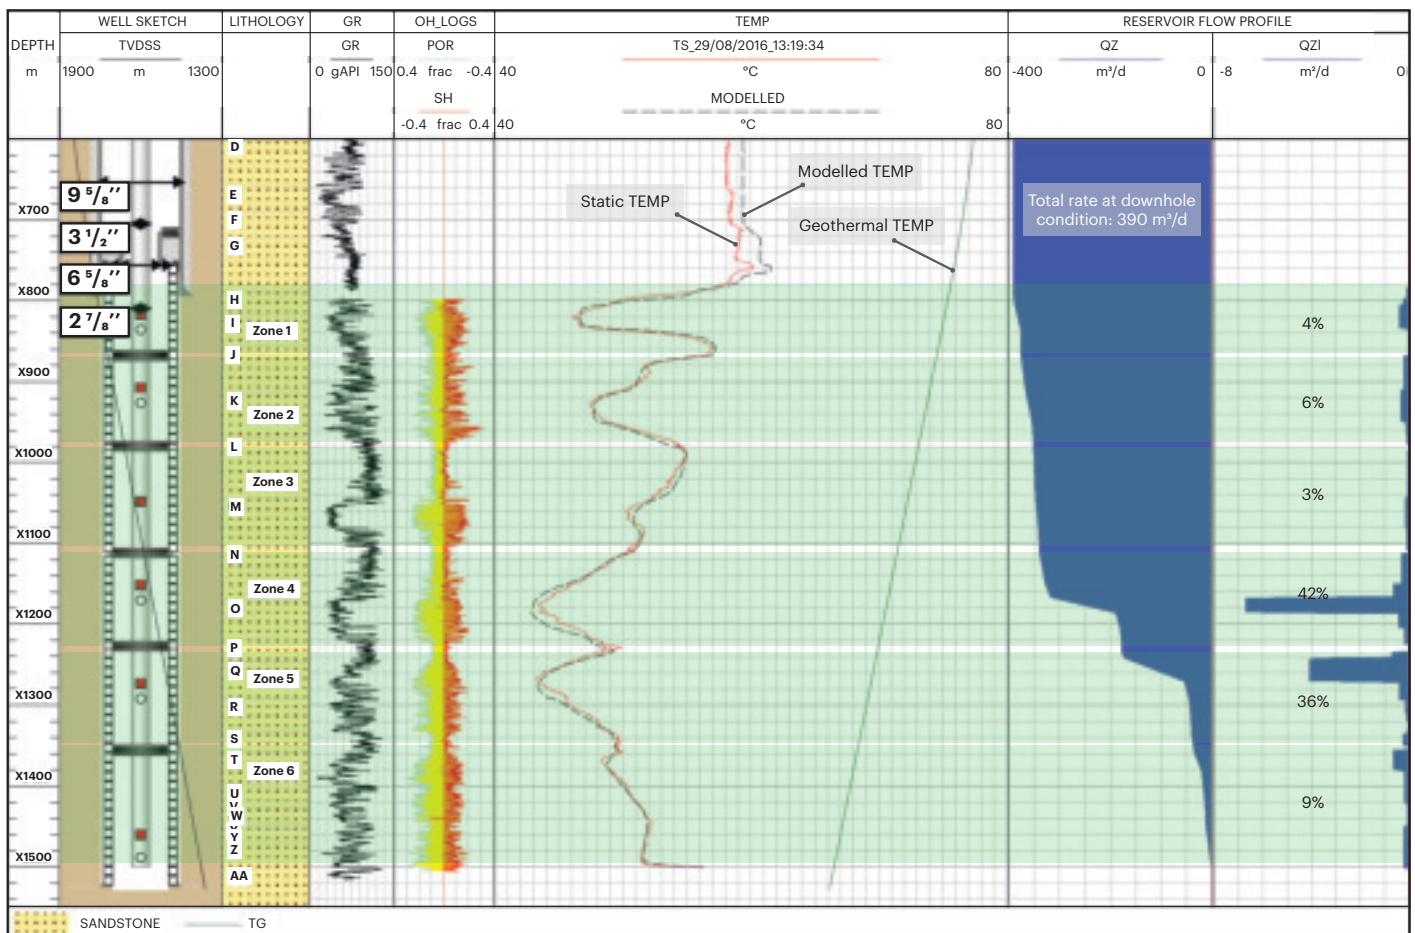 WELL SKETCH LITHOLOGY GR OH_LOGS TEMP RESERVOIR FLOW PROFILE
DEPTH TVDSS GR POR TS_29/08/2016_13:19:34 QZ QZI
m 1900 m 1300 0 gAPI 150 0.4 frac -0.4 40 °C 80 -400 m³/d 0 -8 m²/d 0
SH MODELLED
-0.4 frac 0.4 40 °C 80
D
Modelled TEMP
9 5/8’’ E Static TEMP Total rate at downhole
X700 F Geothermal TEMP condition: 390 m³/d
3 1/2’’ G
6 5/8’’
X800 H
2 7/8’’ I Zone 1 4%
J
X900
K Zone 2 6%
L
X1000
Zone 3 3%
M
X1100
N
Zone 4 42%
X1200 O
P
Q Zone 5
X1300 R 36%
S
T
X1400 Zone 6
U
W 9%
Y
Z
X1500
AA
SANDSTONE TG